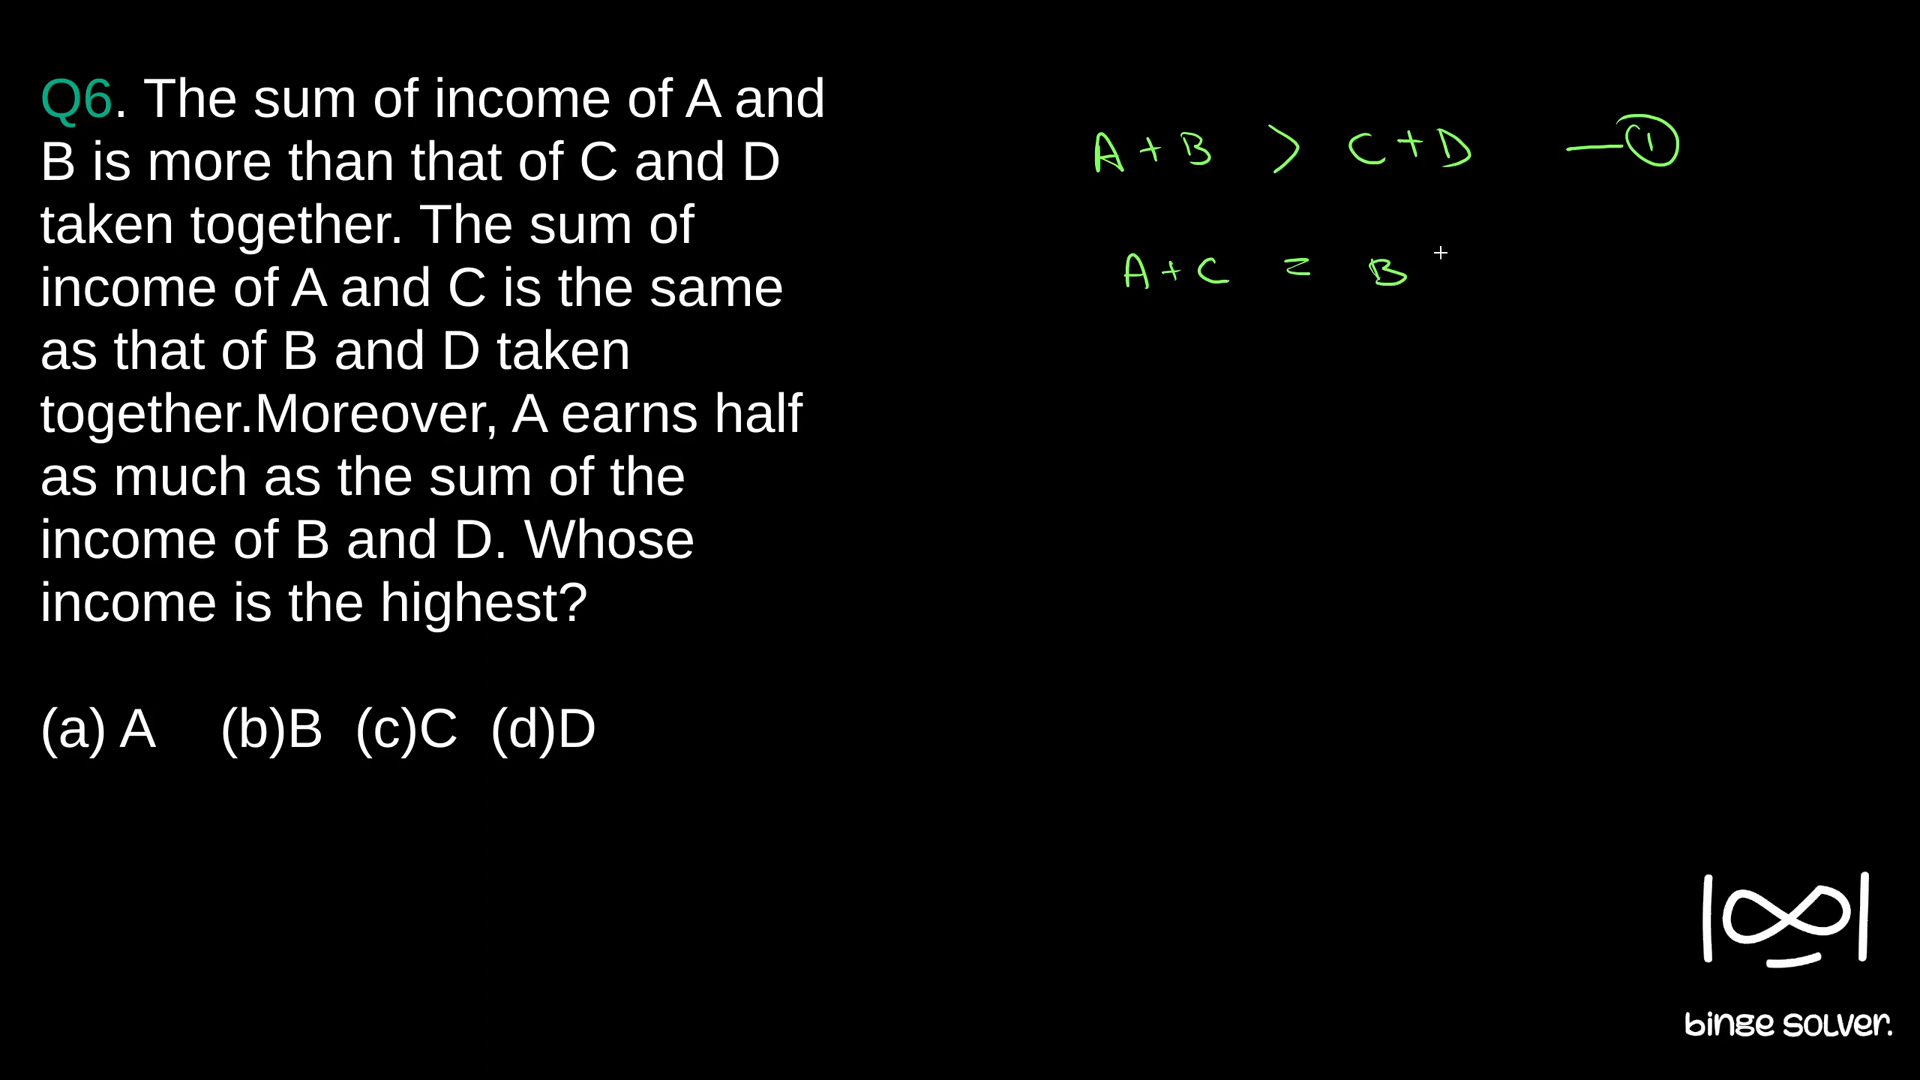 Q6. The sum of income of A and
B is more than that of C and D
taken together. The sum of
income of A and C is the same
as that of B and D taken
together.Moreover, A earns half
as much as the sum of the
income of B and D. Whose
income is the highest?
(a) A (b)B (c)C (d)D
A + B > C + D — ①
A + C = B
binge solver.